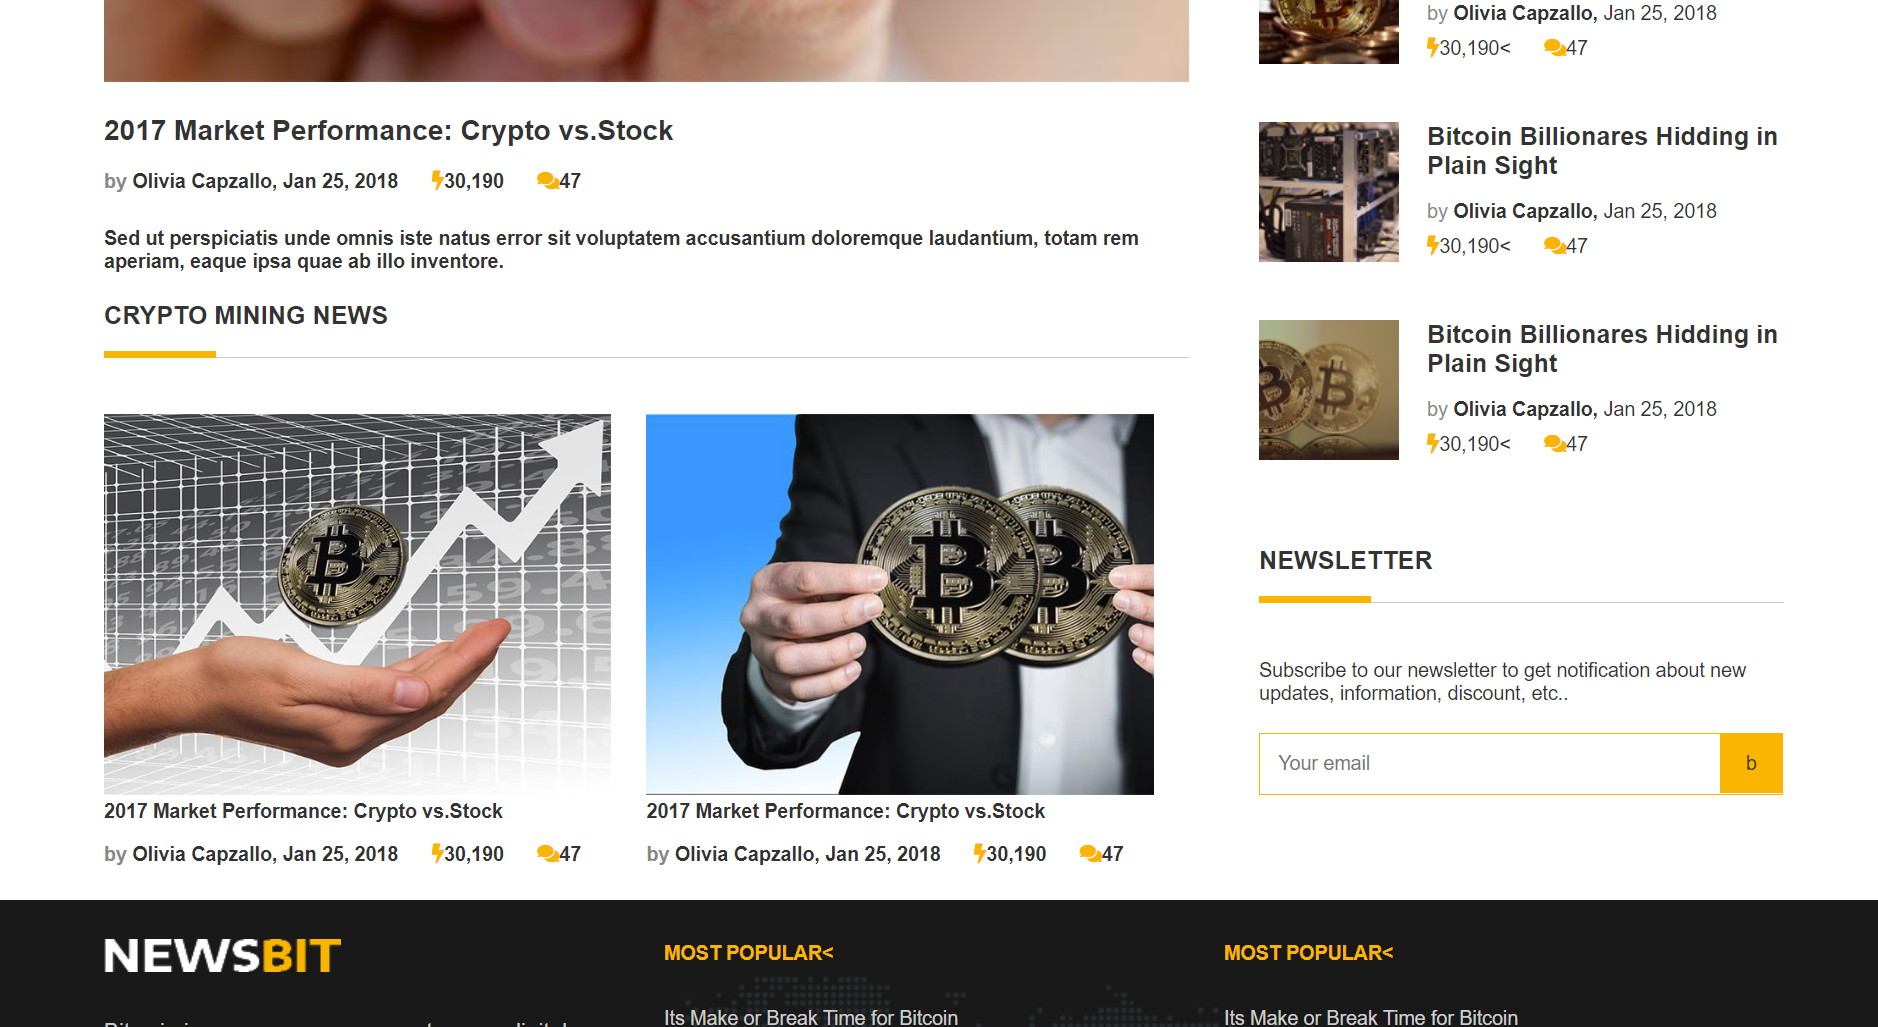 2017 Market Performance: Crypto vs.Stock
by Olivia Capzallo, Jan 25, 2018 30,190 47
Sed ut perspiciatis unde omnis iste natus error sit voluptatem accusantium doloremque laudantium, totam rem
aperiam, eaque ipsa quae ab illo inventore.
CRYPTO MINING NEWS
2017 Market Performance: Crypto vs.Stock
by Olivia Capzallo, Jan 25, 2018 30,190 47
2017 Market Performance: Crypto vs.Stock
by Olivia Capzallo, Jan 25, 2018 30,190 47
by Olivia Capzallo, Jan 25, 2018
30,190< 47
Bitcoin Billionares Hidding in
Plain Sight
by Olivia Capzallo, Jan 25, 2018
30,190< 47
Bitcoin Billionares Hidding in
Plain Sight
by Olivia Capzallo, Jan 25, 2018
30,190< 47
NEWSLETTER
Subscribe to our newsletter to get notification about new
updates, information, discount, etc..
Your email
b
NEWSBIT
MOST POPULAR<
Its Make or Break Time for Bitcoin
MOST POPULAR<
Its Make or Break Time for Bitcoin